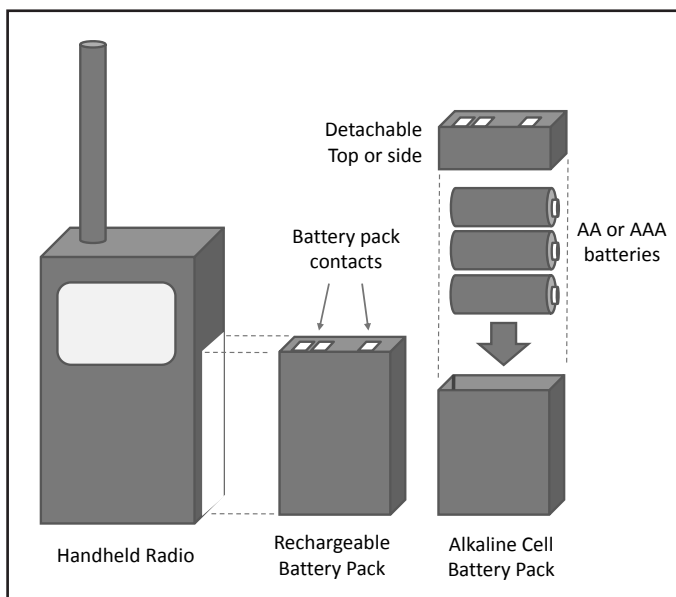 Detachable
Top or side
AA or AAA
batteries
Battery pack
contacts
Handheld Radio
Rechargeable
Battery Pack
Alkaline Cell
Battery Pack